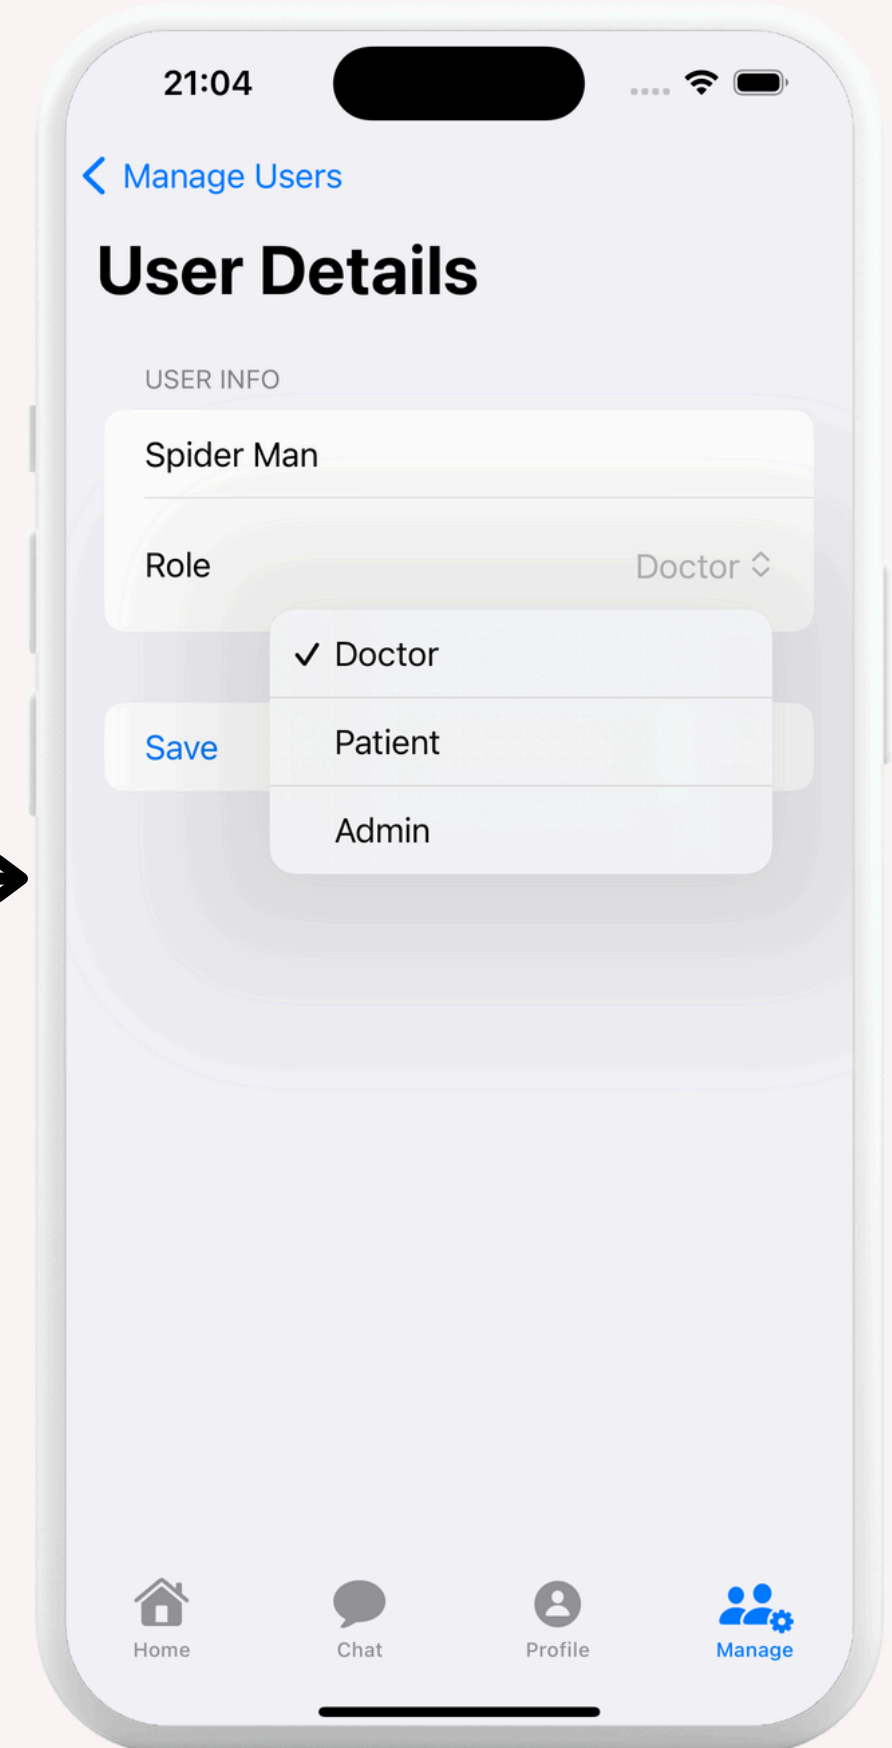 21:04
Manage Users
User Details
USER INFO
Spider Man
Role Doctor
Doctor
Save
Patient
Admin
Home Chat Profile Manage